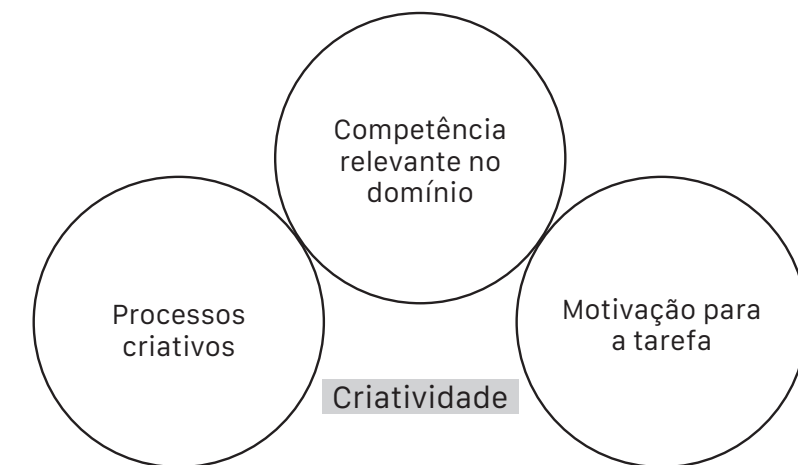 Competência
relevante no
domínio
Processos
criativos
Motivação para
a tarefa
Criatividade